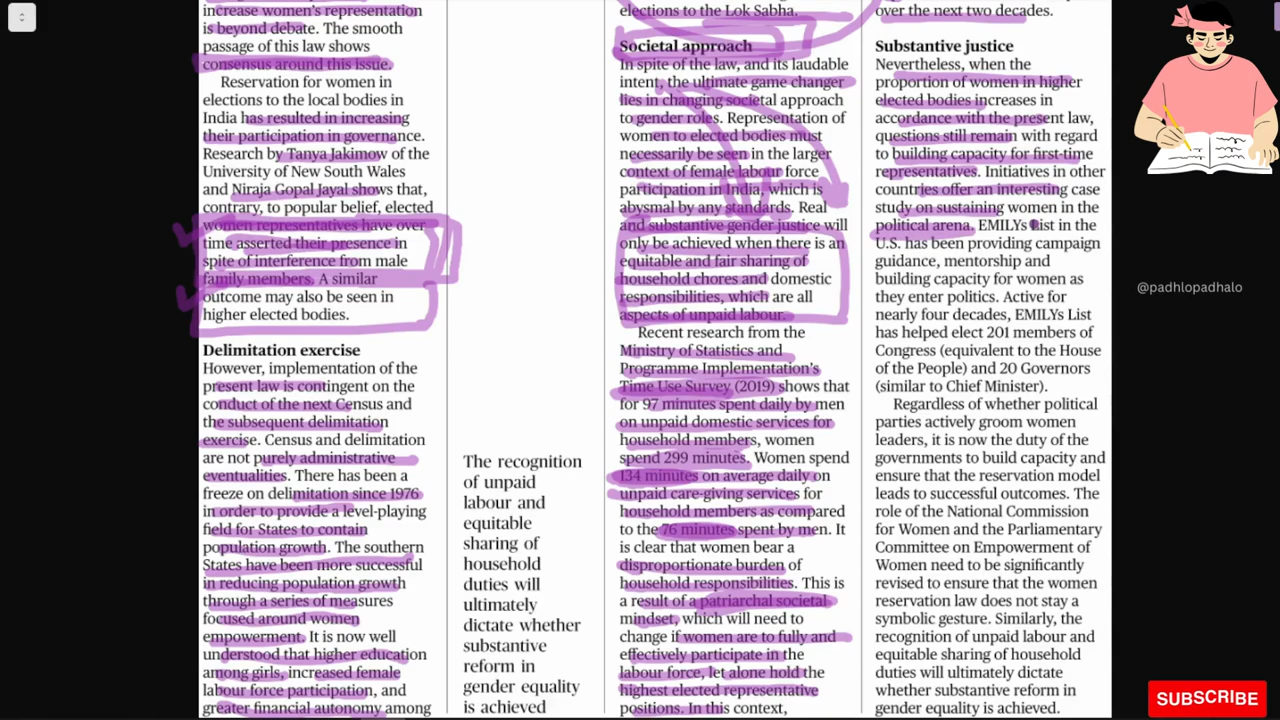 increase women's representation
is beyond debate. The smooth
passage of this law shows
consensus around this issue.
Reservation for women in
elections to the local bodies in
India has resulted in increasing
their participation in governance.
Research by Tanya Jakimow of the
University of New South Wales
and Niraja Gopal Jayal shows that,
contrary, to popular belief, elected
women representatives have over
time asserted their presence in
spite of interference from male
family members. A similar
outcome may also be seen in
higher elected bodies.
Delimitation exercise
However, implementation of the
present law is contingent on the
conduct of the next Census and
the subsequent delimitation
exercise. Census and delimitation
are not purely administrative
eventualities. There has been a
freeze on delimitation since 1976
in order to provide a level-playing
field for States to contain
population growth. The southern
States have been more successful
in reducing population growth
through a series of measures
focused around women
empowerment. It is now well
understood that higher education
among girls, increased female
labour force participation, and
greater financial autonomy among
The recognition
of unpaid
labour and
equitable
sharing of
household
duties will
ultimately
dictate whether
substantive
reform in
gender equality
is achieved
elections to the Lok Sabha.
Societal approach
In spite of the law, and its laudable
intent, the ultimate game changer
lies in changing societal approach
to gender roles. Representation of
women to elected bodies must
necessarily be seen in the larger
context of female labour force
participation in India, which is
abysmal by any standards. Real
and substantive gender justice will
only be achieved when there is an
equitable and fair sharing of
household chores and domestic
responsibilities, which are all
aspects of unpaid labour.
Recent research from the
Ministry of Statistics and
Programme Implementation's
Time Use Survey (2019) shows that
for 97 minutes spent daily by men
on unpaid domestic services for
household members, women
spend 299 minutes. Women spend
134 minutes on average daily on
unpaid care-giving services for
household members as compared
to the 76 minutes spent by men. It
is clear that women bear a
disproportionate burden of
household responsibilities. This is
a result of a patriarchal societal
mindset, which will need to
change if women are to fully and
effectively participate in the
labour force, let alone hold the
highest elected representative
positions. In this context,
over the next two decades.
Substantive justice
Nevertheless, when the
proportion of women in higher
elected bodies increases in
accordance with the present law,
questions still remain with regard
to building capacity for first-time
representatives. Initiatives in other
countries offer an interesting case
study on sustaining women in the
political arena. EMILYs List in the
U.S. has been providing campaign
guidance, mentorship and
building capacity for women as
they enter politics. Active for
nearly four decades, EMILYs List
has helped elect 201 members of
Congress (equivalent to the House
of the People) and 20 Governors
(similar to Chief Minister).
Regardless of whether political
parties actively groom women
leaders, it is now the duty of the
governments to build capacity and
ensure that the reservation model
leads to successful outcomes. The
role of the National Commission
for Women and the Parliamentary
Committee on Empowerment of
Women need to be significantly
revised to ensure that the women
reservation law does not stay a
symbolic gesture. Similarly, the
recognition of unpaid labour and
equitable sharing of household
duties will ultimately dictate
whether substantive reform in
gender equality is achieved.
@padhlopadhalo
SUBSCRIBE